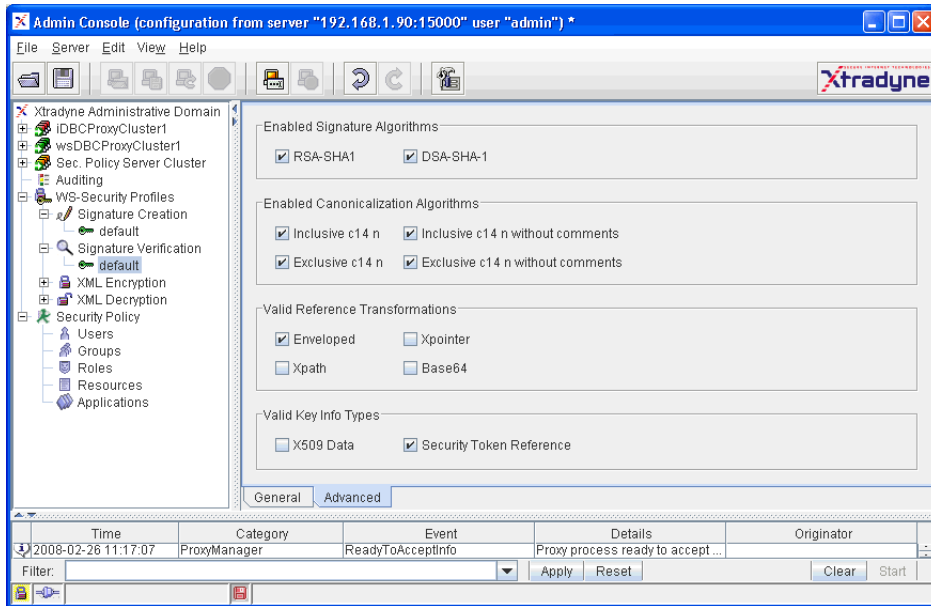 Admin Console (configuration from server "192.168.1.90:15000" user "admin") *
File Server Edit View Help
Xtradyne
Xtradyne Administrative Domain
iDBCProxyCluster1
wsDBCProxyCluster1
Sec. Policy Server Cluster
Auditing
WS-Security Profiles
Signature Creation
default
Signature Verification
default
XML Encryption
XML Decryption
Security Policy
Users
Groups
Roles
Resources
Applications
Enabled Signature Algorithms
RSA-SHA1 DSA-SHA-1
Enabled Canonicalization Algorithms
Inclusive c14 n Inclusive c14 n without comments
Exclusive c14 n Exclusive c14 n without comments
Valid Reference Transformations
Enveloped Xpointer
Xpath Base64
Valid Key Info Types
X509 Data Security Token Reference
General Advanced
Time Category Event Details Originator
2008-02-26 11:17:07 ProxyManager ReadyToAcceptInfo Proxy process ready to accept ...
Filter: Apply Reset Clear Start